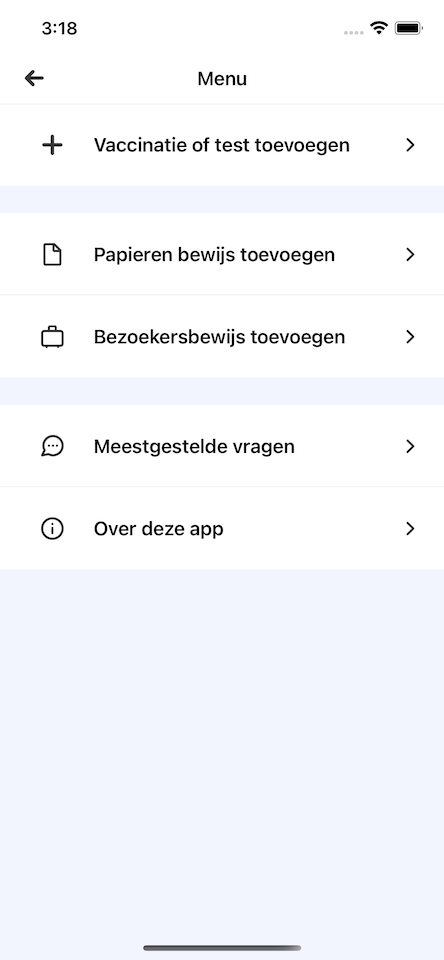 3:18
Menu
Vaccinatie of test toevoegen
Papieren bewijs toevoegen
Bezoekersbewijs toevoegen
Meestgestelde vragen
Over deze app